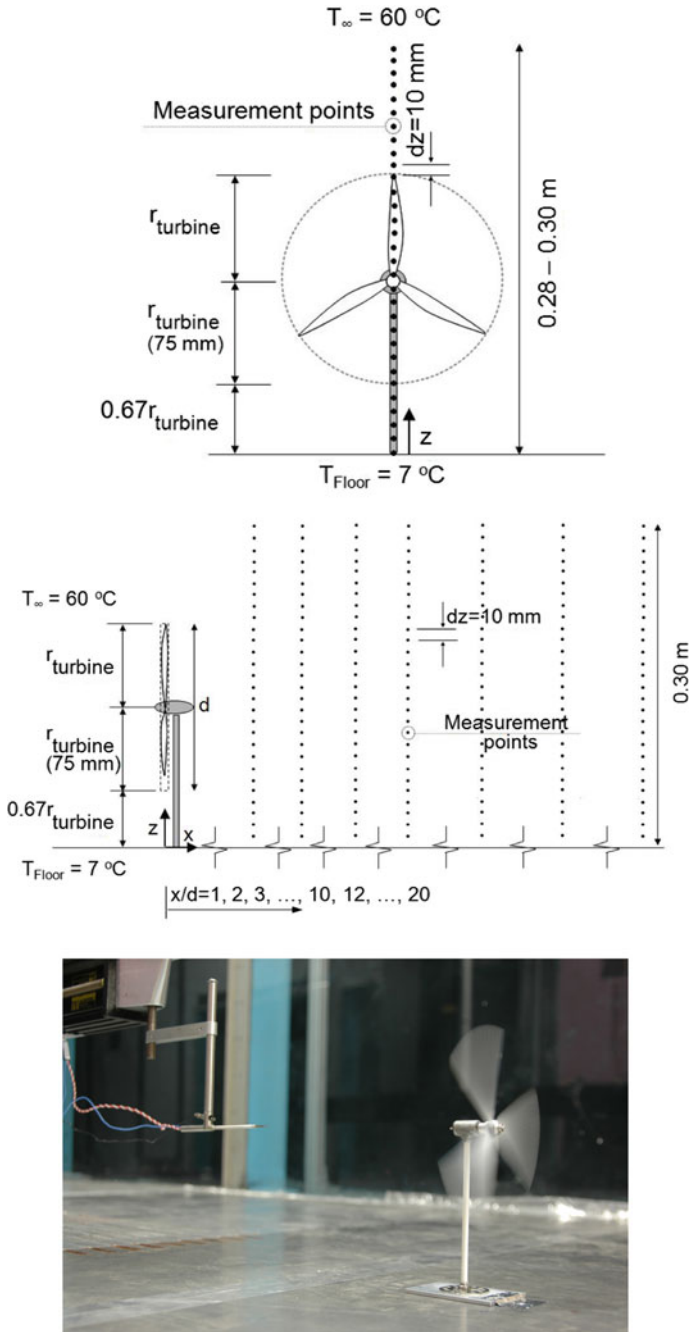 T∞ = 60 °C
Measurement points
dz=10 mm
r turbine
r turbine
(75 mm)
0.67r turbine
0.28 – 0.30 m
z
T Floor = 7 °C
T∞ = 60 °C
r turbine
d
r turbine
(75 mm)
0.67r turbine
z
x
T Floor = 7 °C
dz=10 mm
Measurement
points
0.30 m
x/d=1, 2, 3, ..., 10, 12, ..., 20